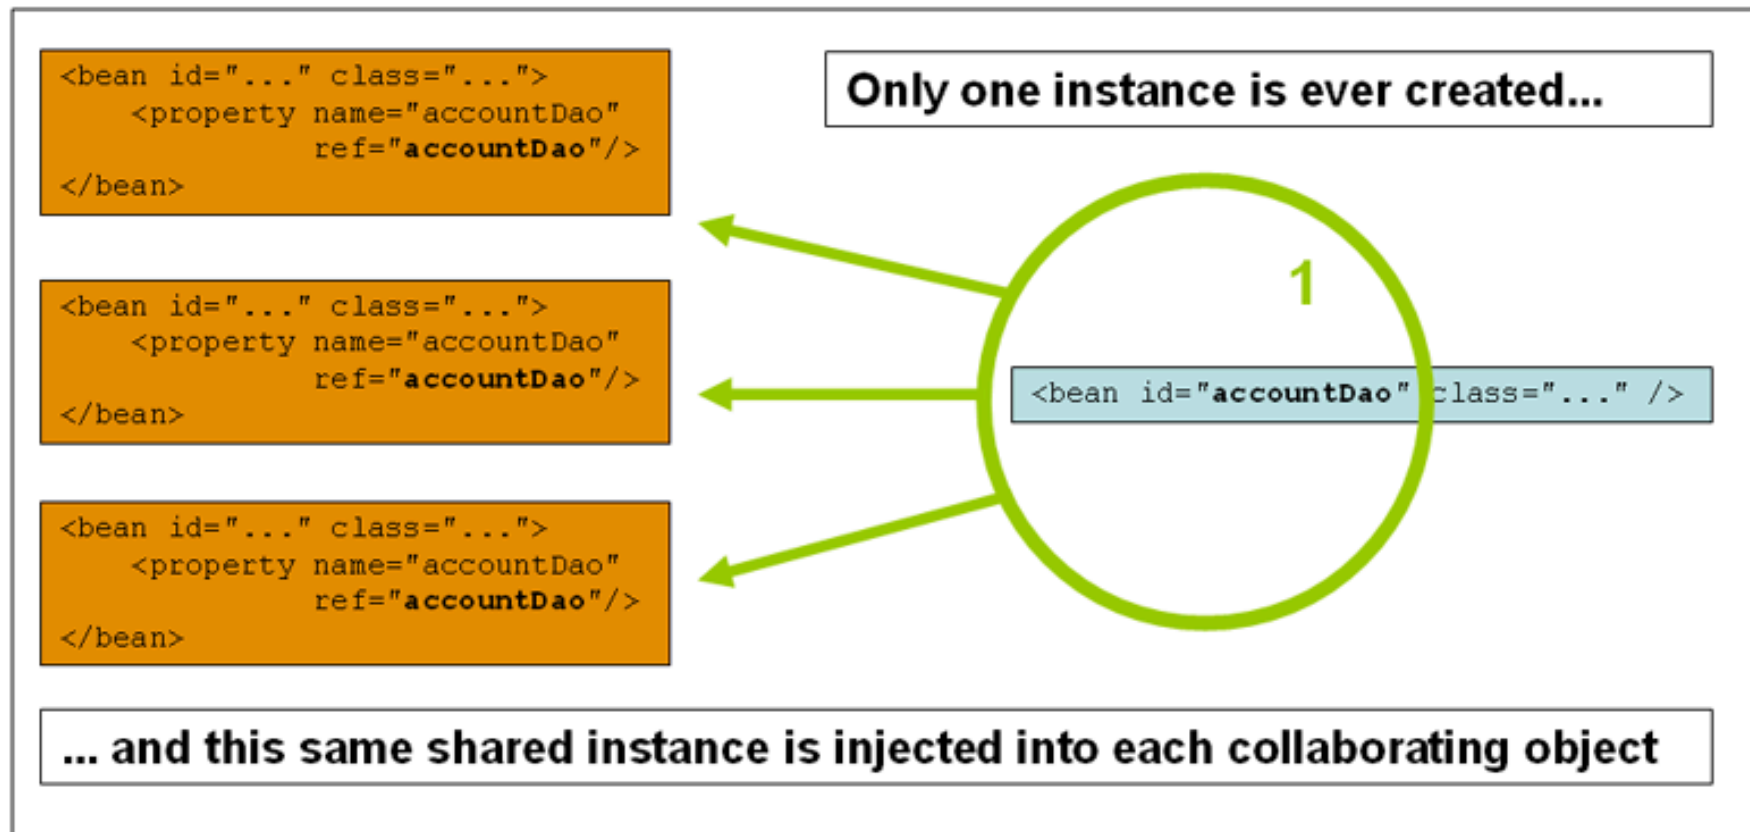 <bean id="..." class="...">
    <property name="accountDao"
              ref="accountDao"/>
</bean>
Only one instance is ever created...
<bean id="..." class="...">
    <property name="accountDao"
              ref="accountDao"/>
</bean>
1
<bean id="accountDao" class="..." />
<bean id="..." class="...">
    <property name="accountDao"
              ref="accountDao"/>
</bean>
... and this same shared instance is injected into each collaborating object